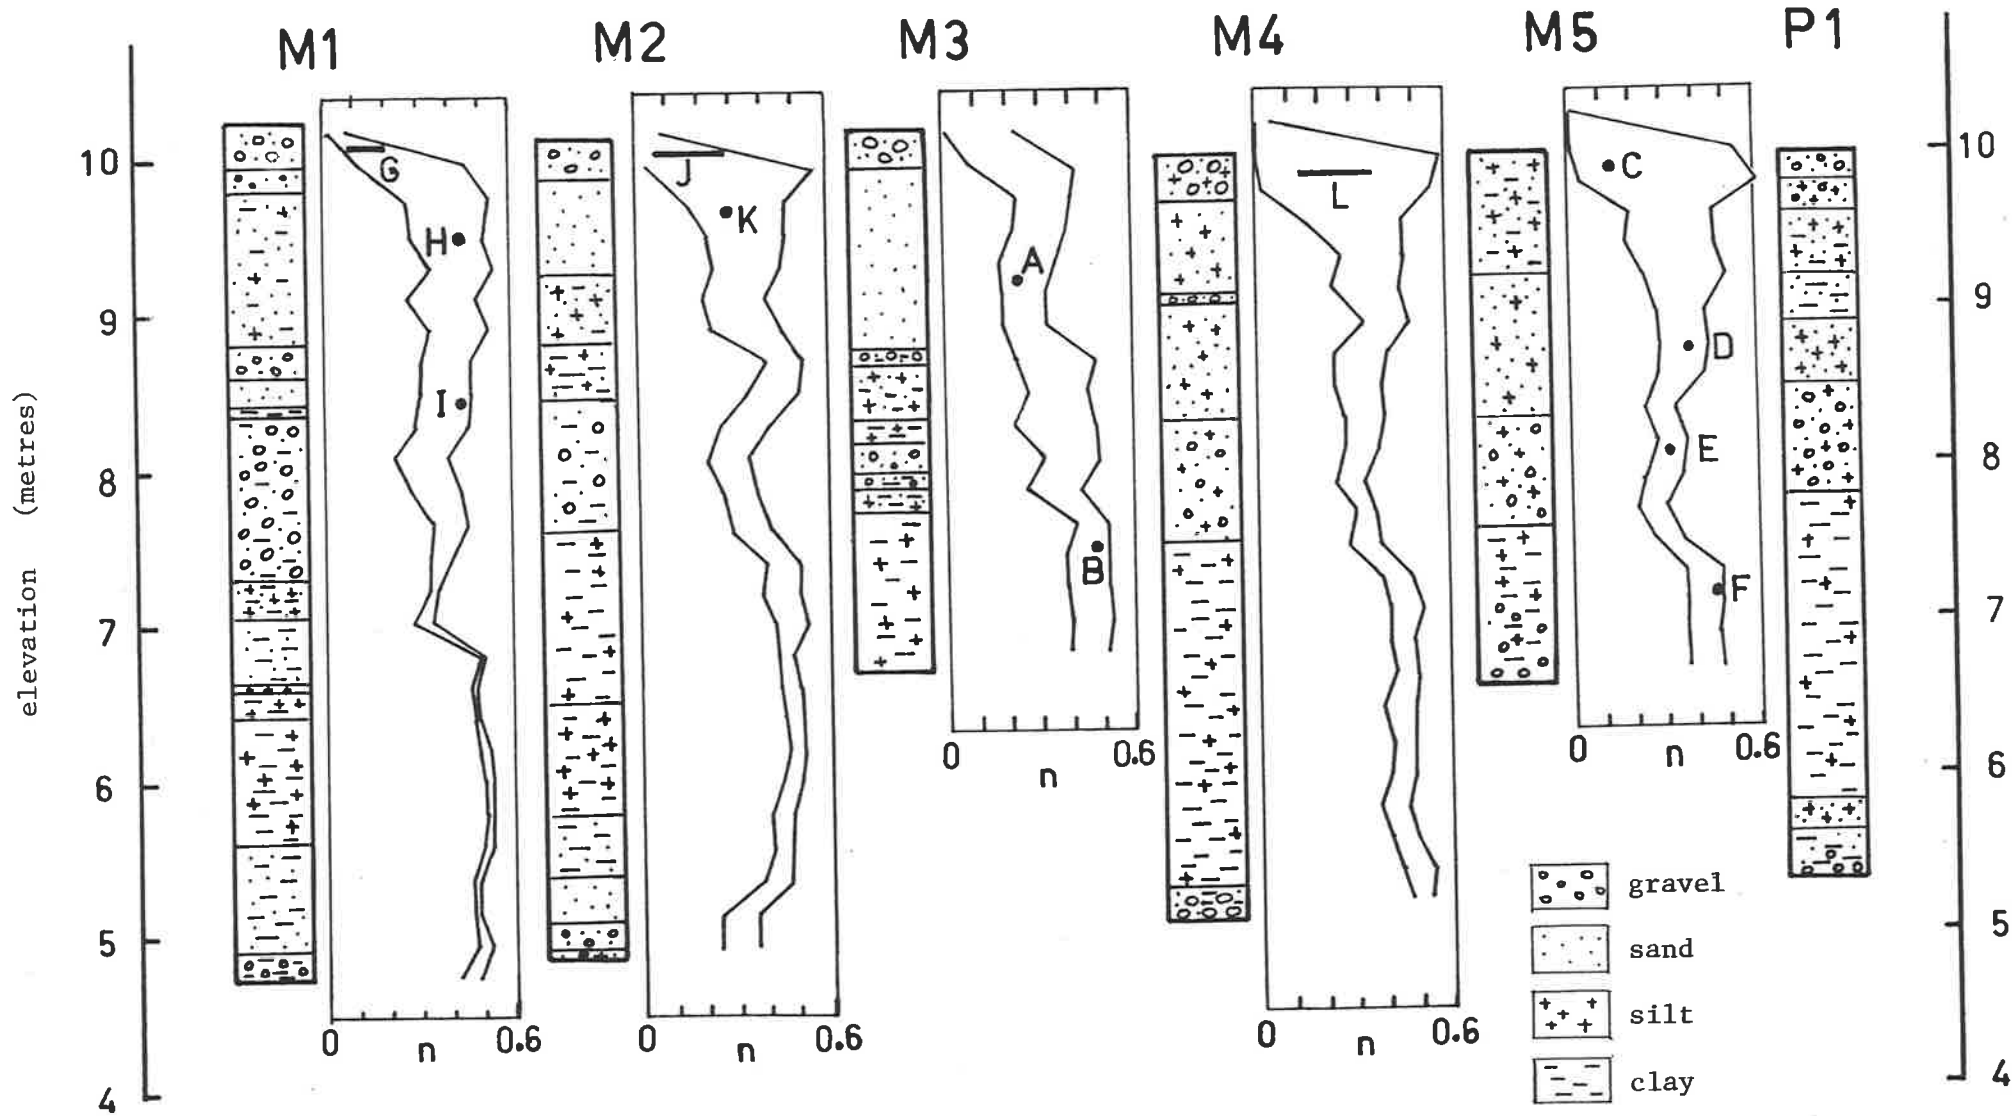 M1 M2 M3 M4 M5 P1
10 10
G J K L C
H A
9 9
I D
8 E 8
B F
7 7
0 0.6 0 0.6
n n
6 6
elevation (metres)
5 5
0 0.6 0 0.6 0 0.6
n n n
4 4
gravel
sand
silt
clay